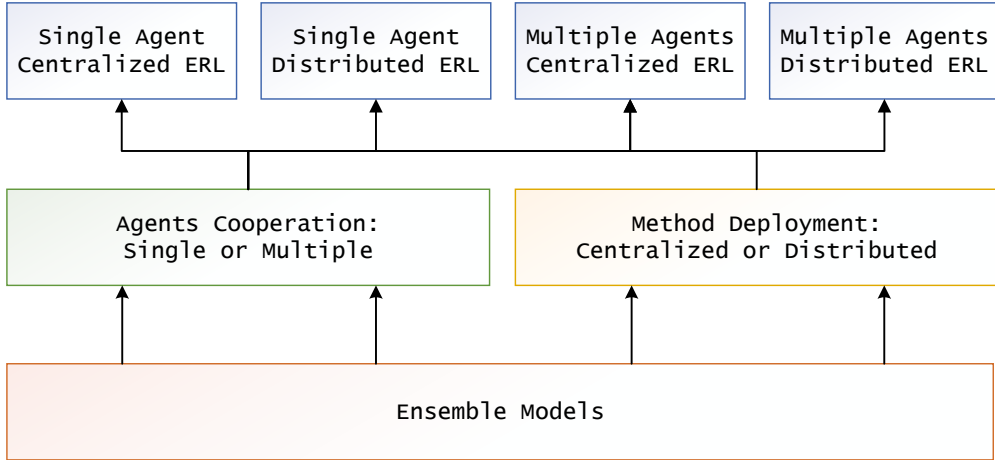 Single Agent
Centralized ERL
Single Agent
Distributed ERL
Multiple Agents
Centralized ERL
Multiple Agents
Distributed ERL
Agents Cooperation:
Single or Multiple
Method Deployment:
Centralized or Distributed
Ensemble Models